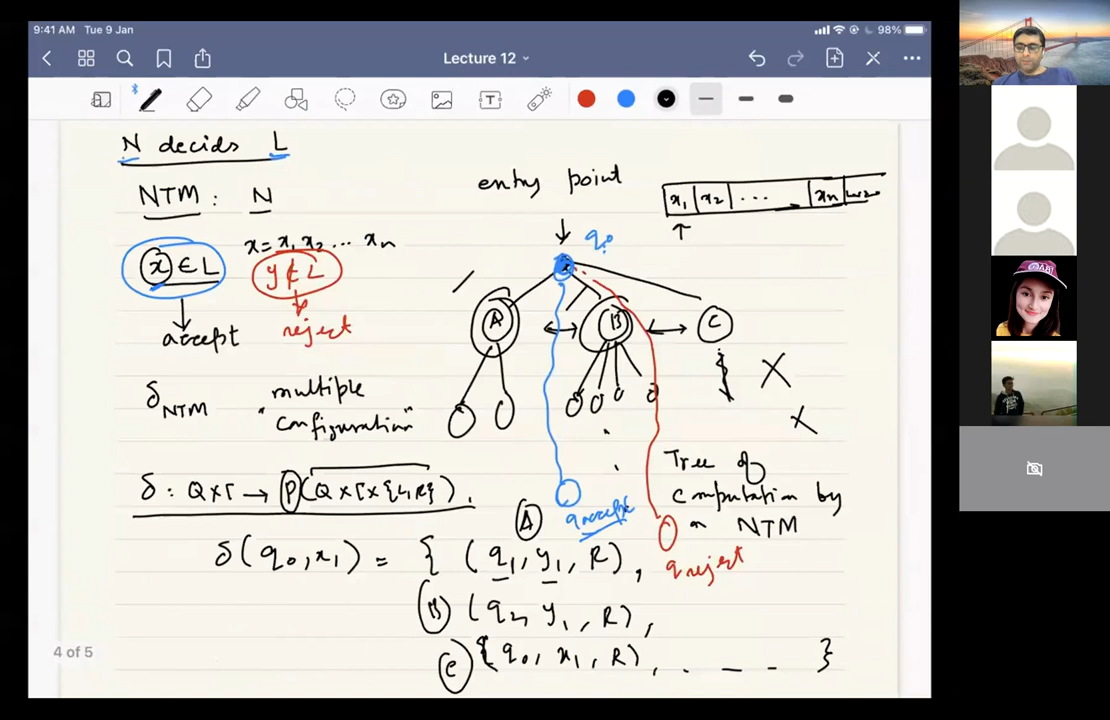 9:41 AM Tue 9 Jan
98%
Lecture 12
N decids L
entry point
NTM : N
x1 x2 ... xn
x = x1 x2 ... xn
q0
x ∈ L
y ∉ L
A
B
C
accept
reject
δNTM
multiple
"configuration"
Tree of
computation by
an NTM
δ : Q×Γ → P(Q×Γ×{L,R}).
A
qaccept
qreject
δ(q0, x1) = { (q1, y1, R),
B (q2, y1, R),
C (q0, x1, R), . _ _ . }
4 of 5